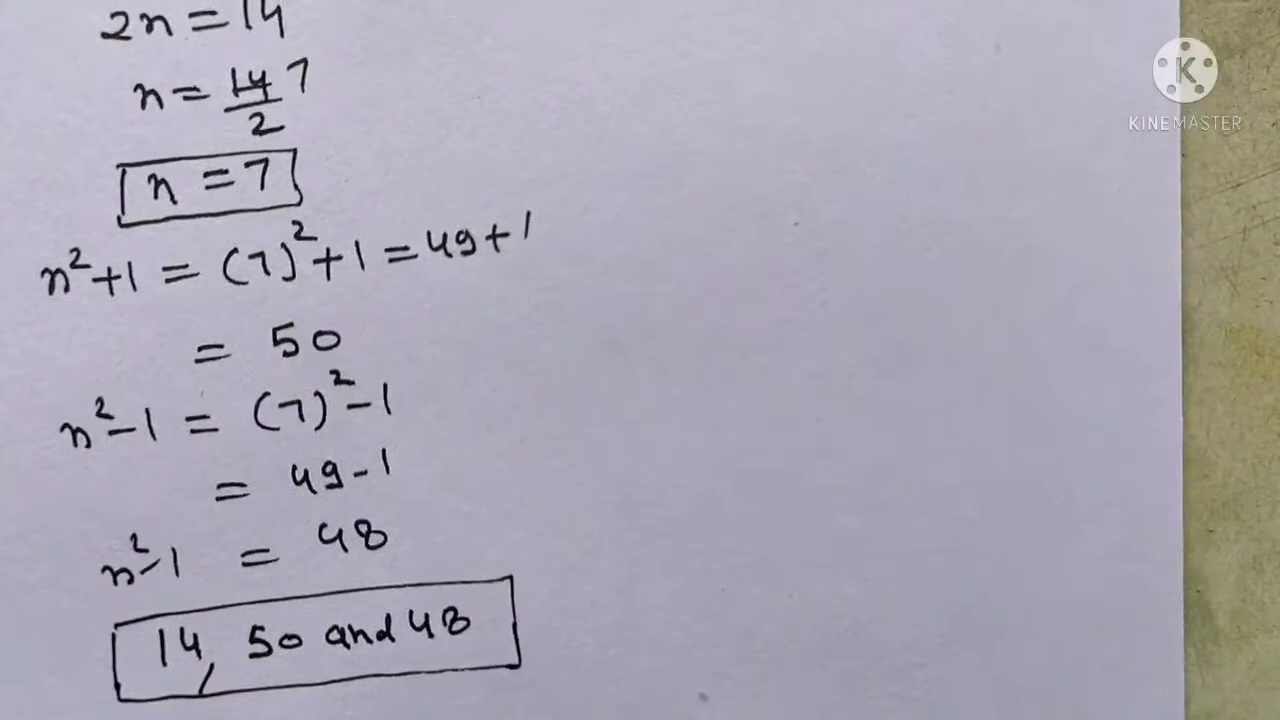 2n = 14
n = 14/2 7
n = 7
n²+1 = (7)²+1 = 49+1
= 50
n²-1 = (7)²-1
= 49-1
n²-1 = 48
14, 50 and 48
K
KINEMASTER